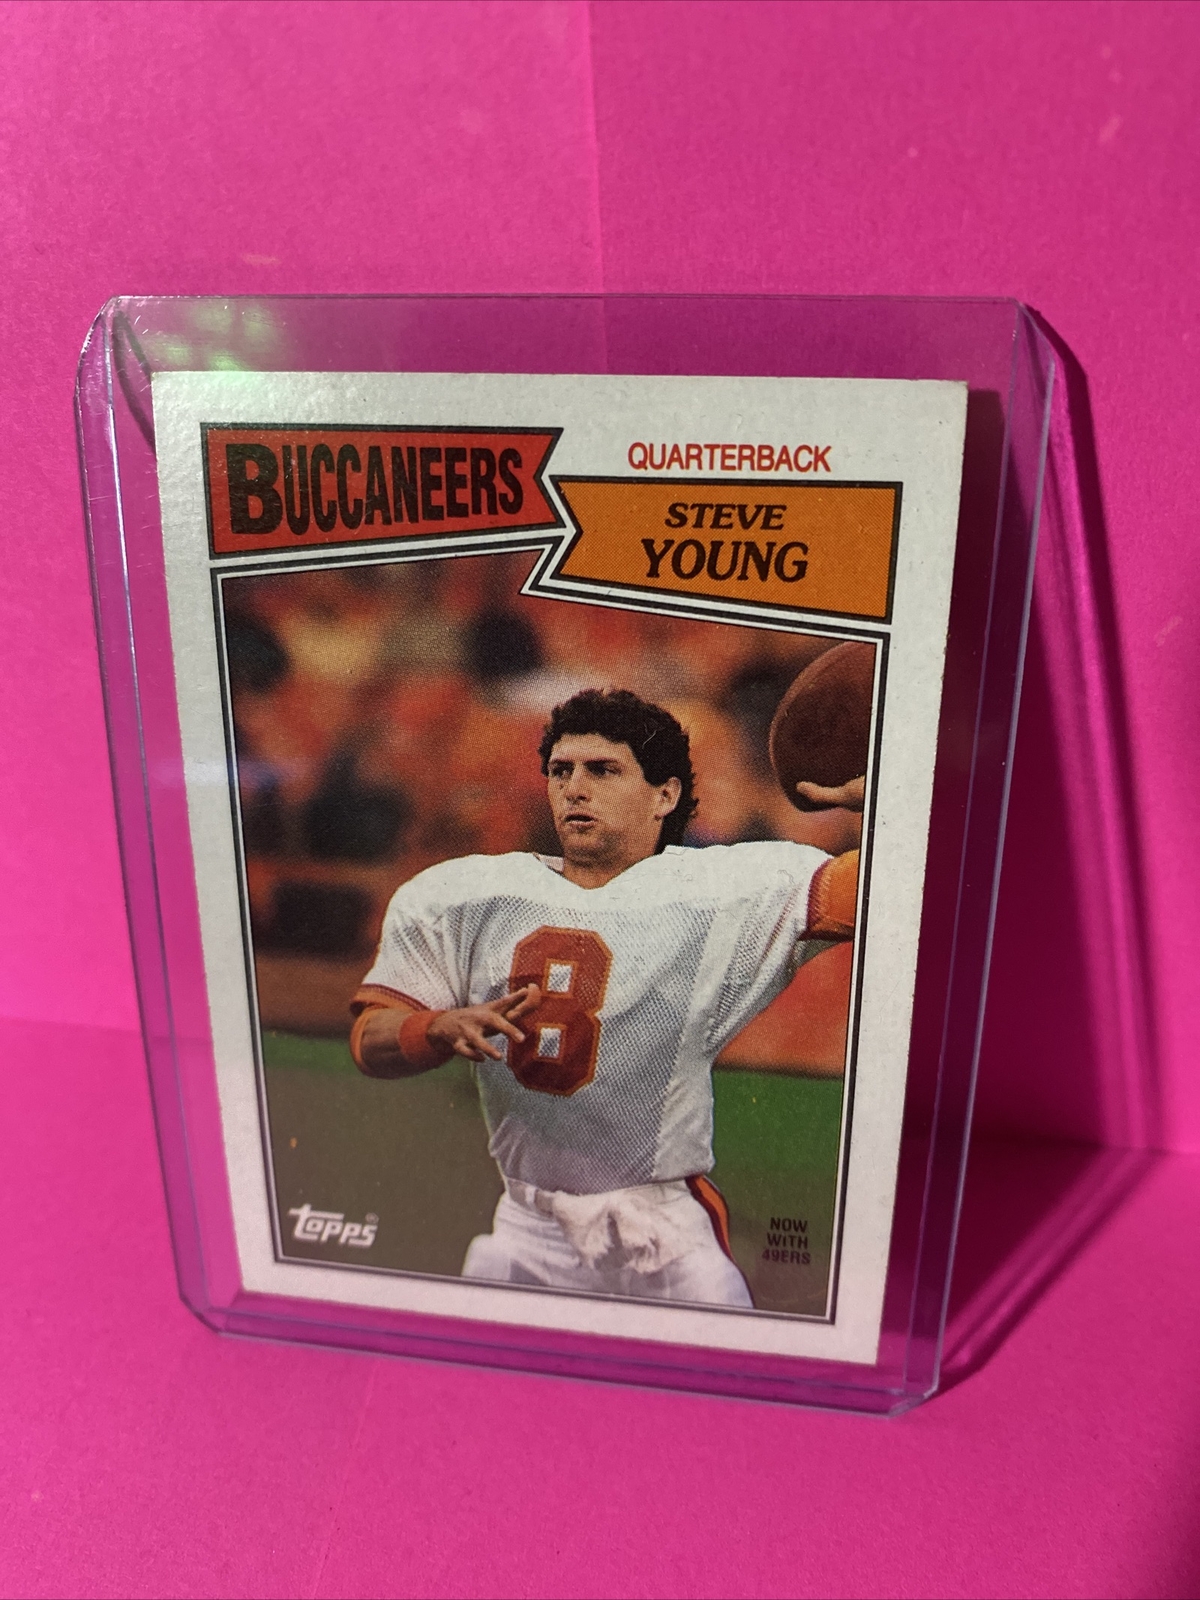 BUCCANEERS
QUARTERBACK
STEVE
YOUNG
8
topps®
NOW
WITH
49ERS